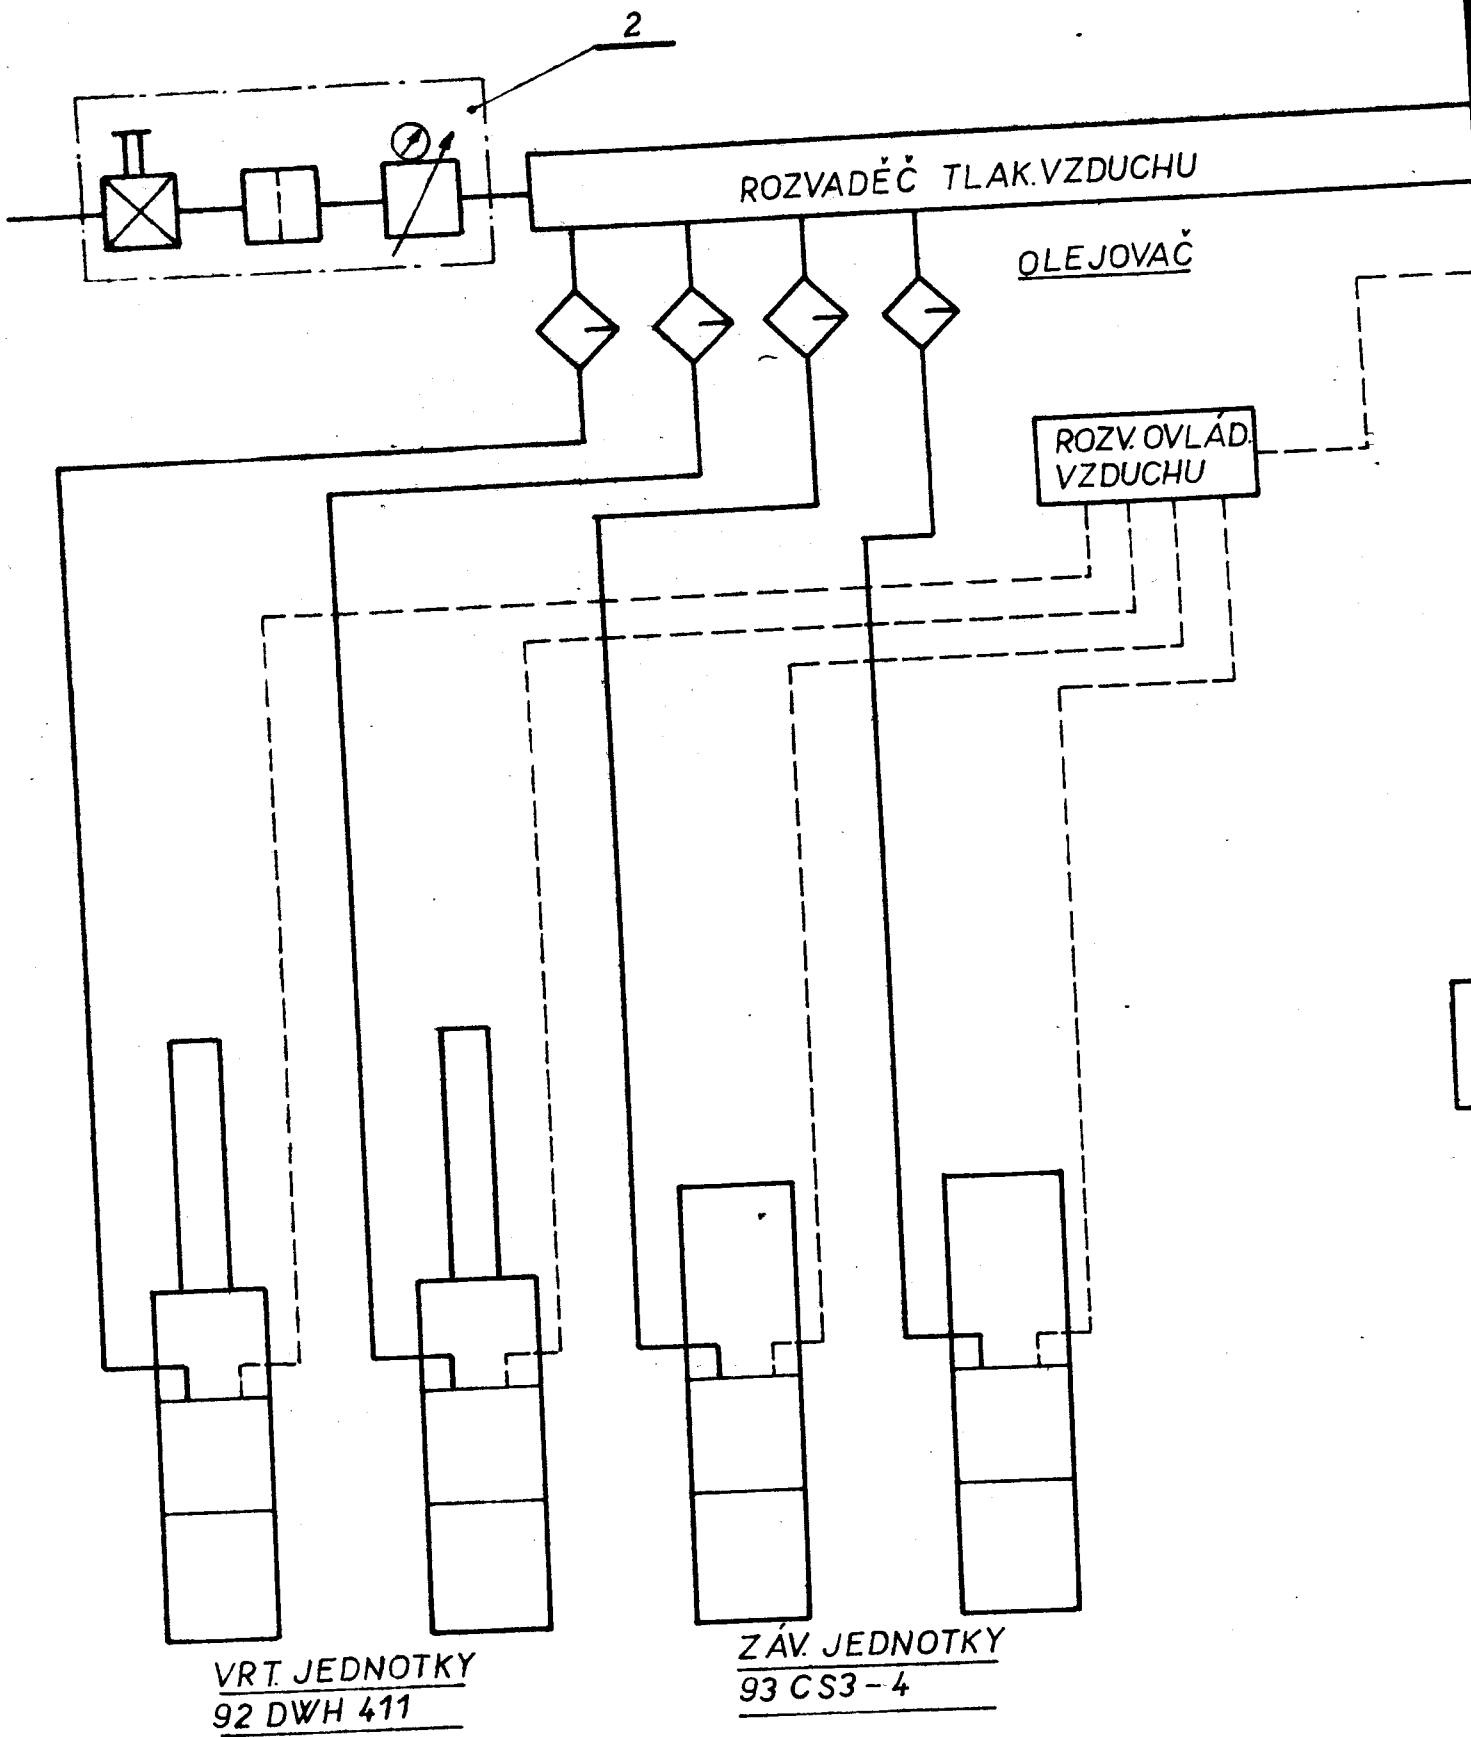 2
ROZVADĚČ TLAK.VZDUCHU
OLEJOVAČ
ROZV. OVLÁD.
VZDUCHU
VRT. JEDNOTKY
92 DWH 411
ZÁV. JEDNOTKY
93 CS3-4